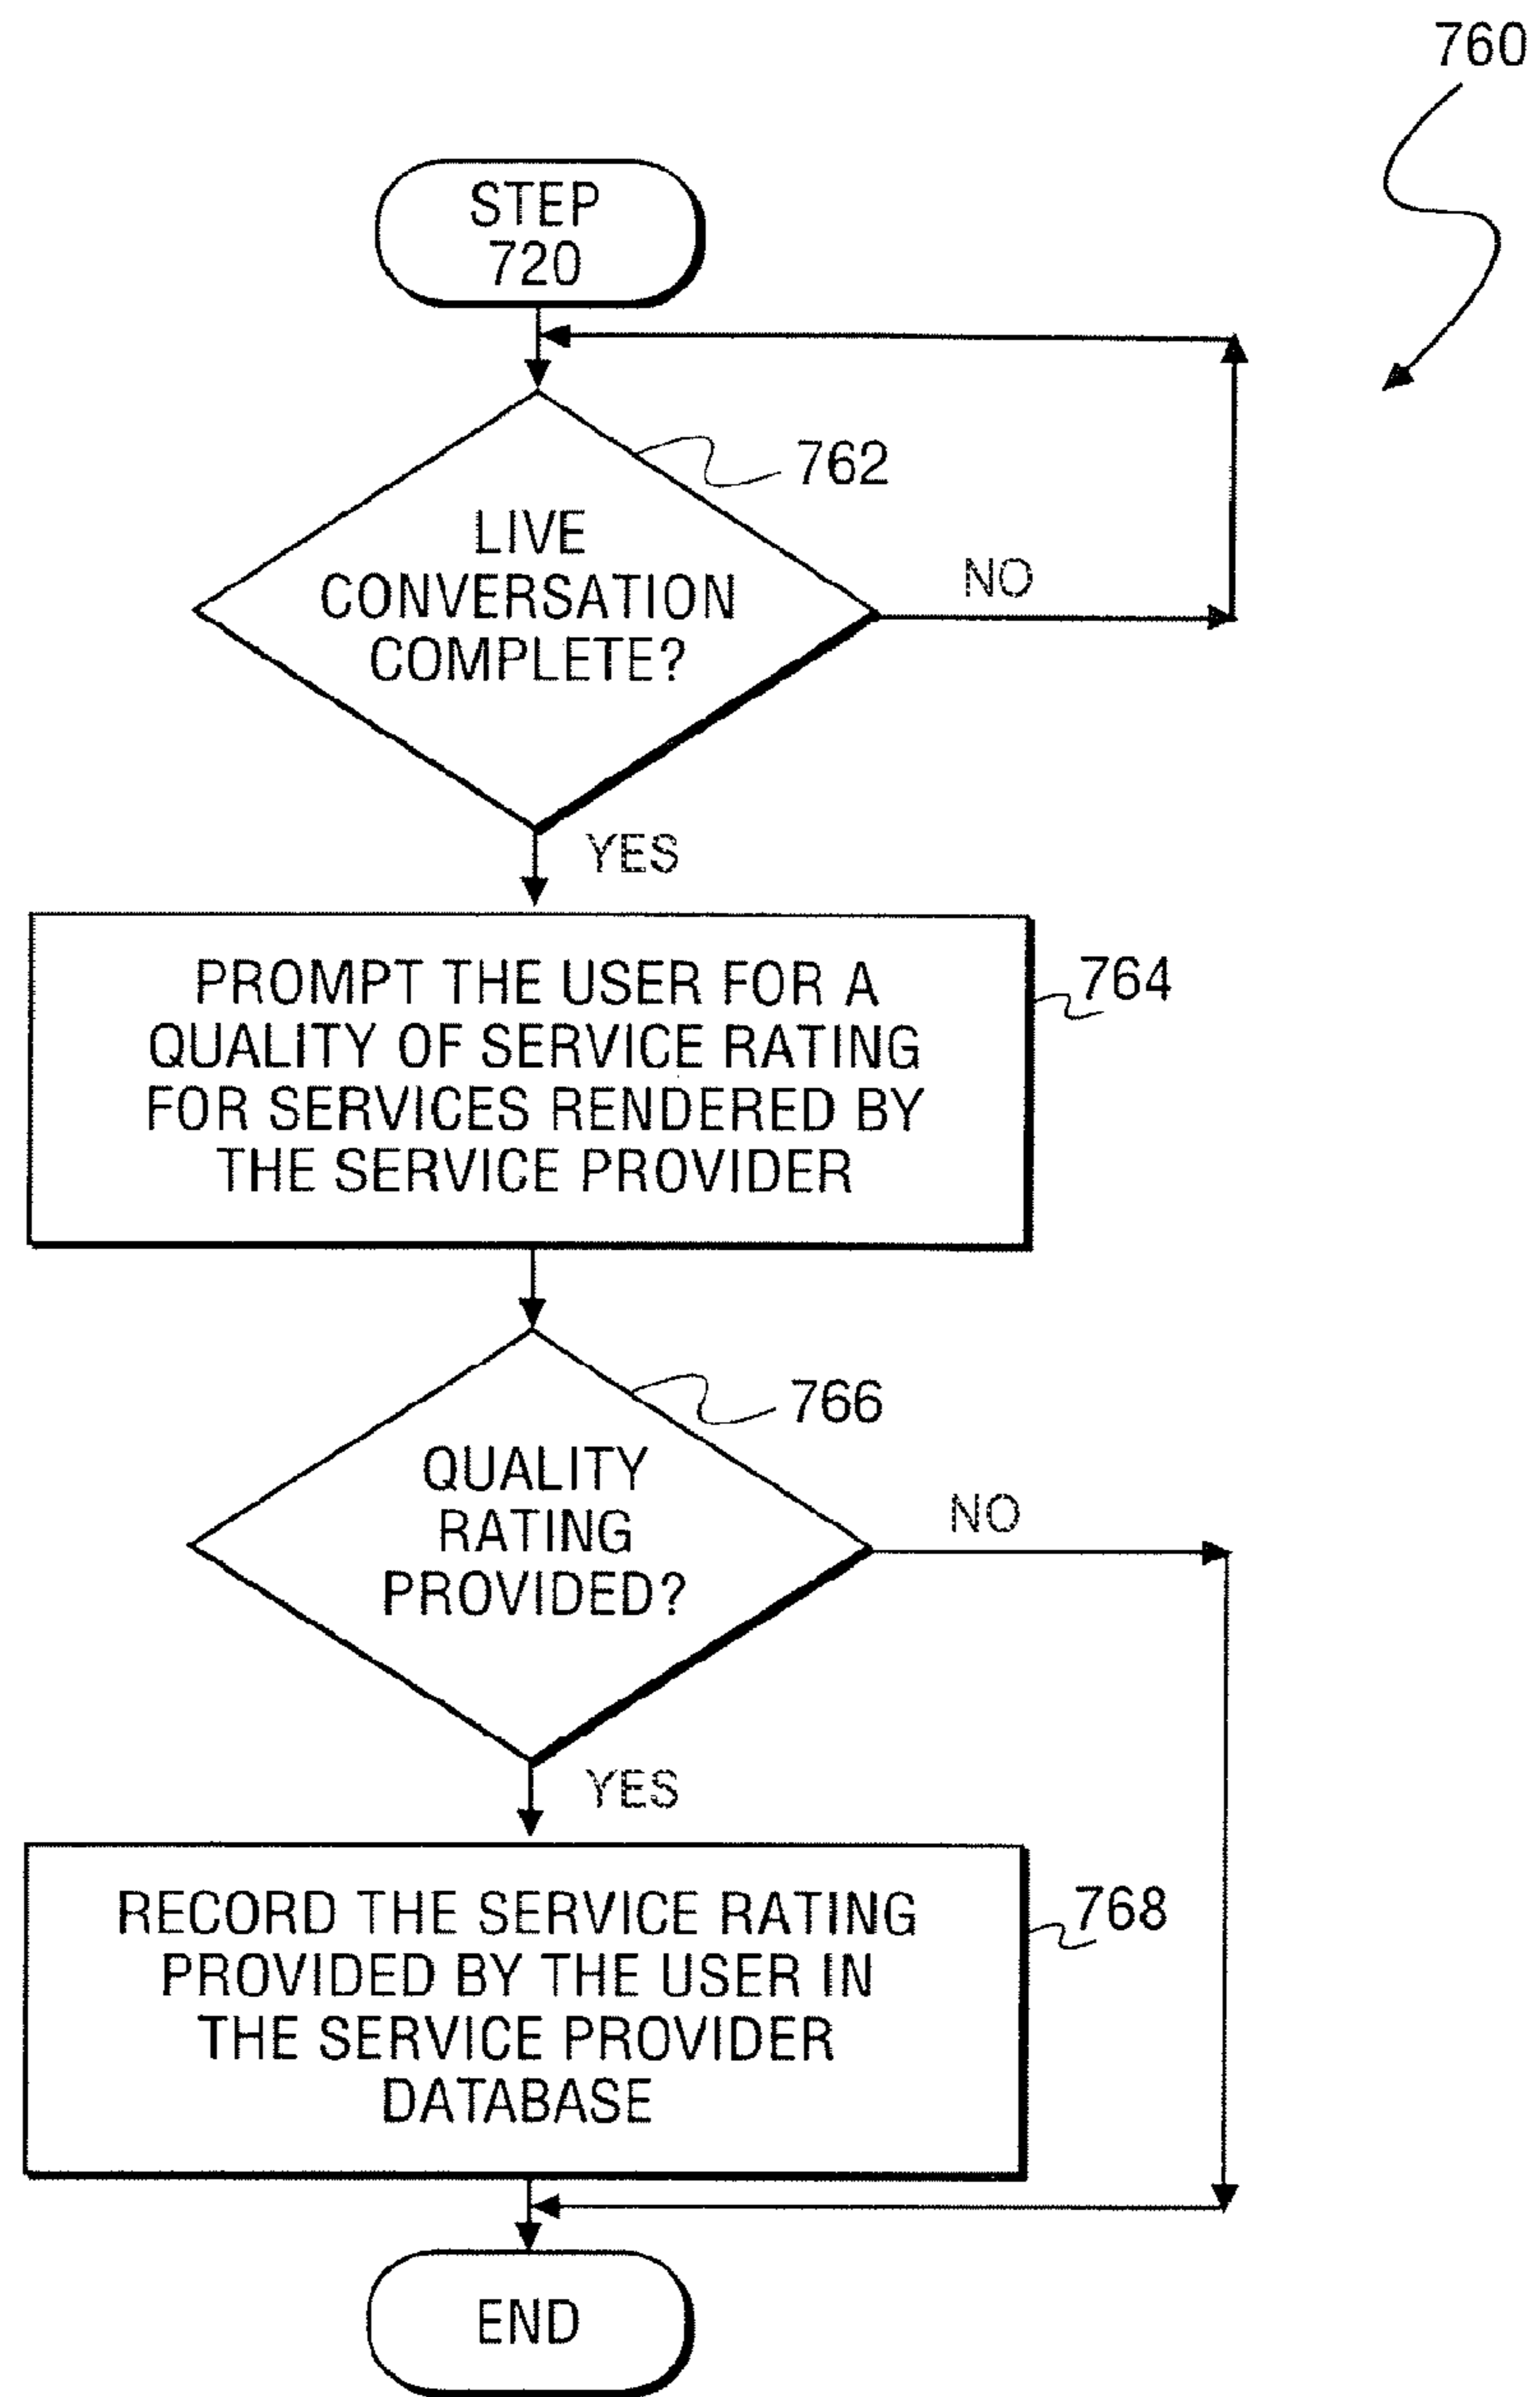 760
STEP
720
762
LIVE
CONVERSATION
COMPLETE?
NO
YES
PROMPT THE USER FOR A
QUALITY OF SERVICE RATING
FOR SERVICES RENDERED BY
THE SERVICE PROVIDER
764
766
QUALITY
RATING
PROVIDED?
NO
YES
RECORD THE SERVICE RATING
PROVIDED BY THE USER IN
THE SERVICE PROVIDER
DATABASE
768
END